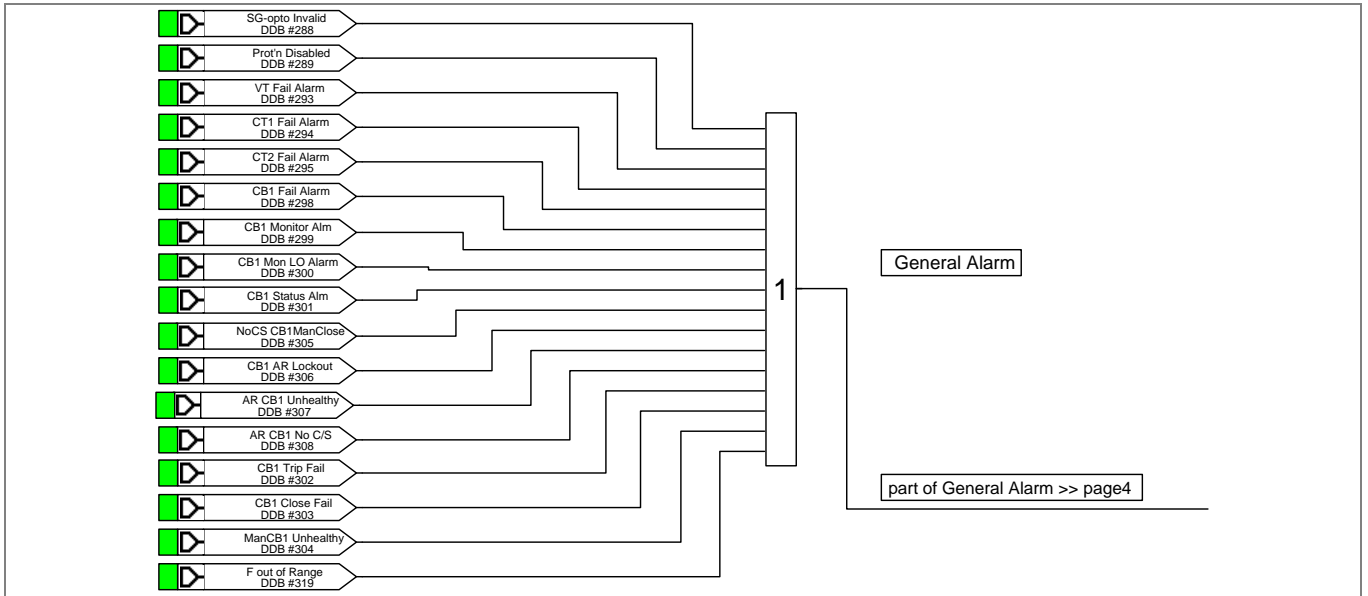 SG-opto Invalid
DDB #288
Prot'n Disabled
DDB #289
VT Fail Alarm
DDB #293
CT1 Fail Alarm
DDB #294
CT2 Fail Alarm
DDB #295
CB1 Fail Alarm
DDB #298
CB1 Monitor Alm
DDB #299
CB1 Mon LO Alarm
DDB #300
CB1 Status Alm
DDB #301
NoCS CB1ManClose
DDB #305
CB1 AR Lockout
DDB #306
AR CB1 Unhealthy
DDB #307
AR CB1 No C/S
DDB #308
CB1 Trip Fail
DDB #302
CB1 Close Fail
DDB #303
ManCB1 Unhealthy
DDB #304
F out of Range
DDB #319
1
General Alarm
part of General Alarm >> page4